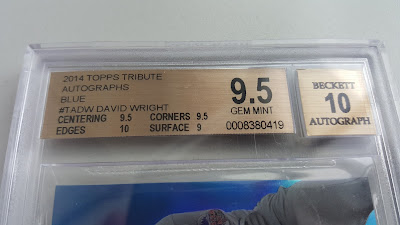 2014 TOPPS TRIBUTE
AUTOGRAPHS
BLUE
#TADW DAVID WRIGHT
CENTERING 9.5 CORNERS 9.5
EDGES 10 SURFACE 9
9.5
GEM MINT
0008380419
BECKETT
10
AUTOGRAPH